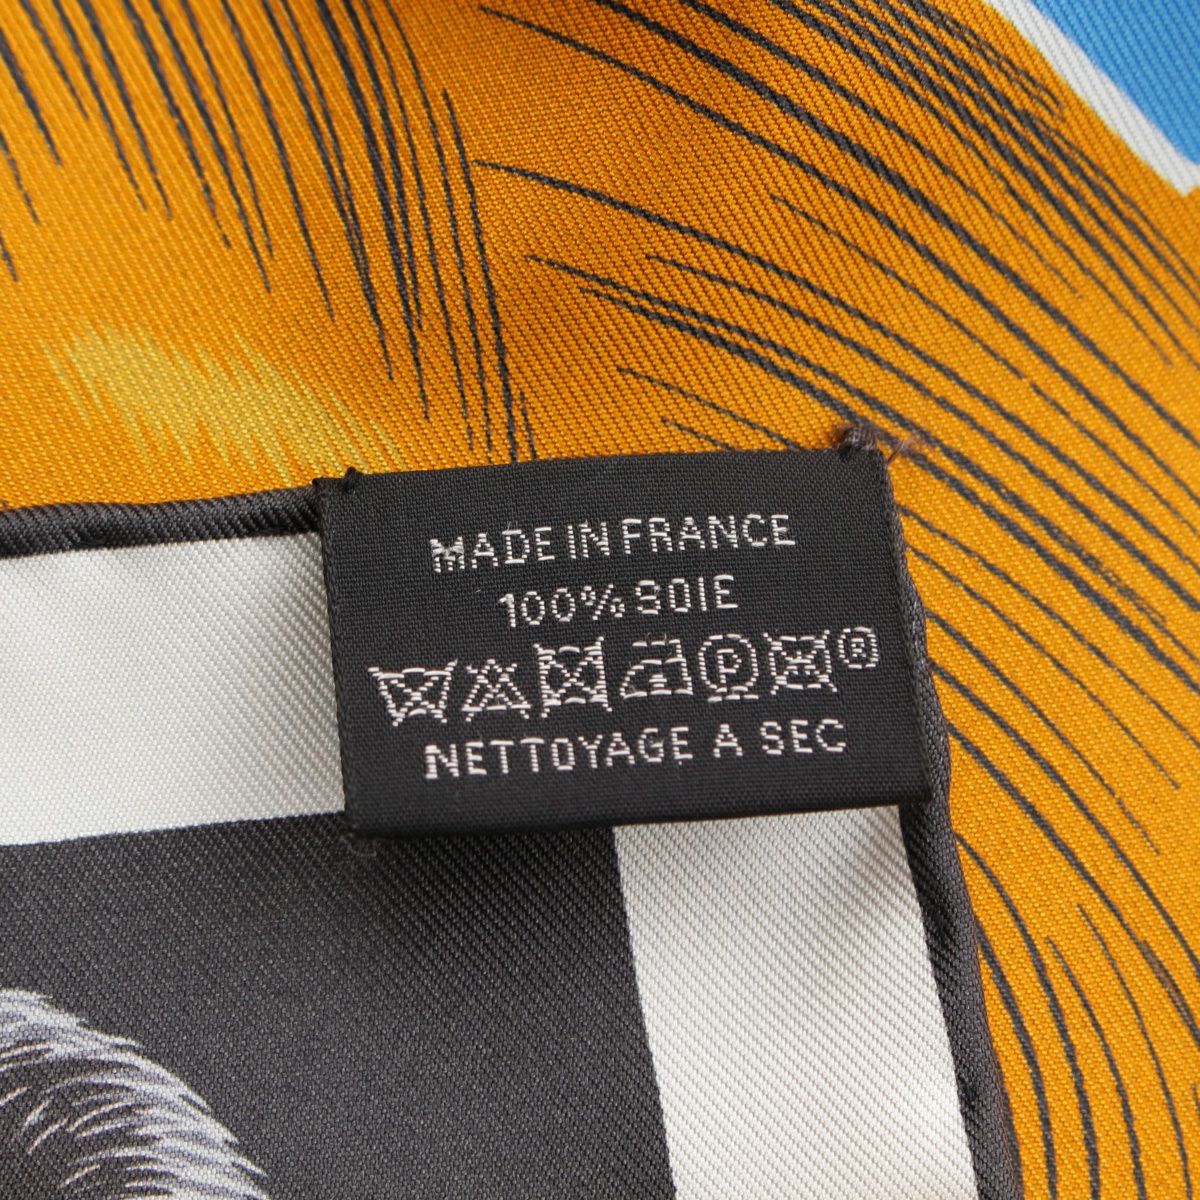 MADE IN FRANCE
100% SOIE
P ®
NETTOYAGE A SEC